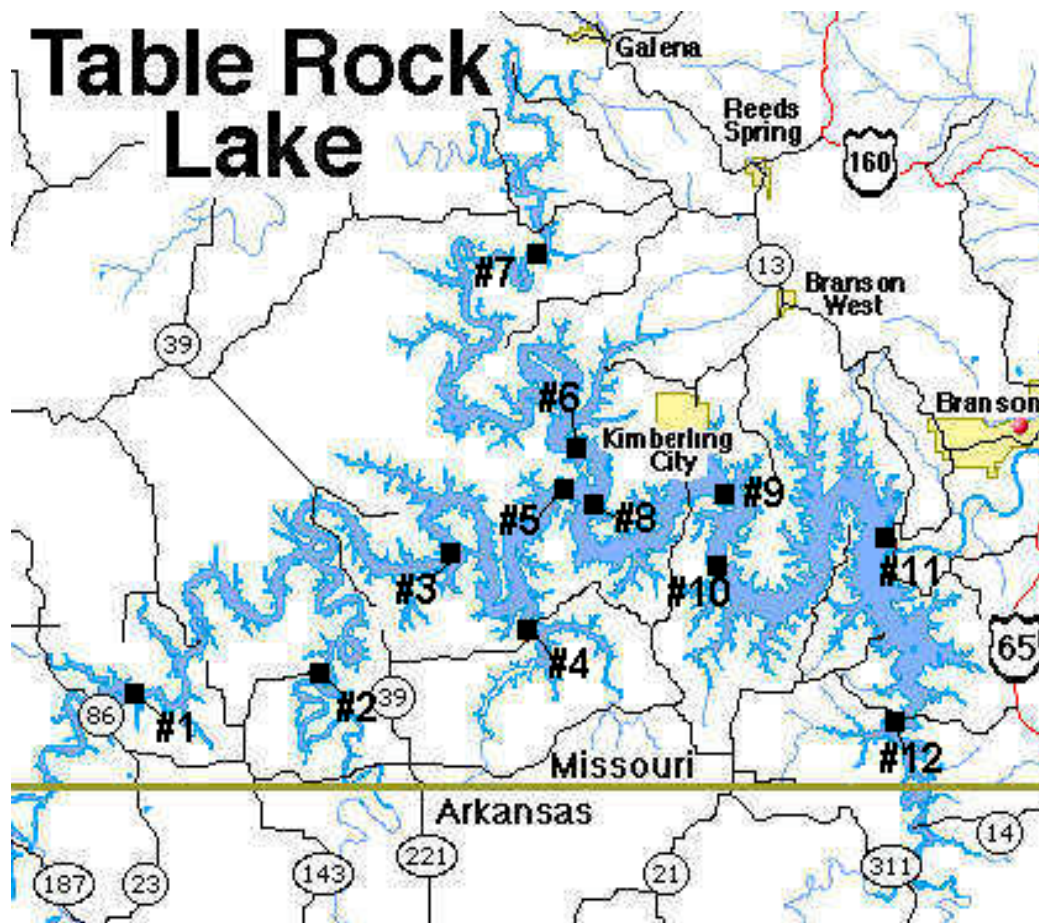 Table Rock
Lake
Galena
Reeds
Spring
160
#7
13
Branson
West
39
#6
Branson
Kimberling
City
#5
#8
#9
#3
#10
#11
#4
65
#2
39
86
#1
#12
Missouri
Arkansas
14
187
23
143
221
21
311